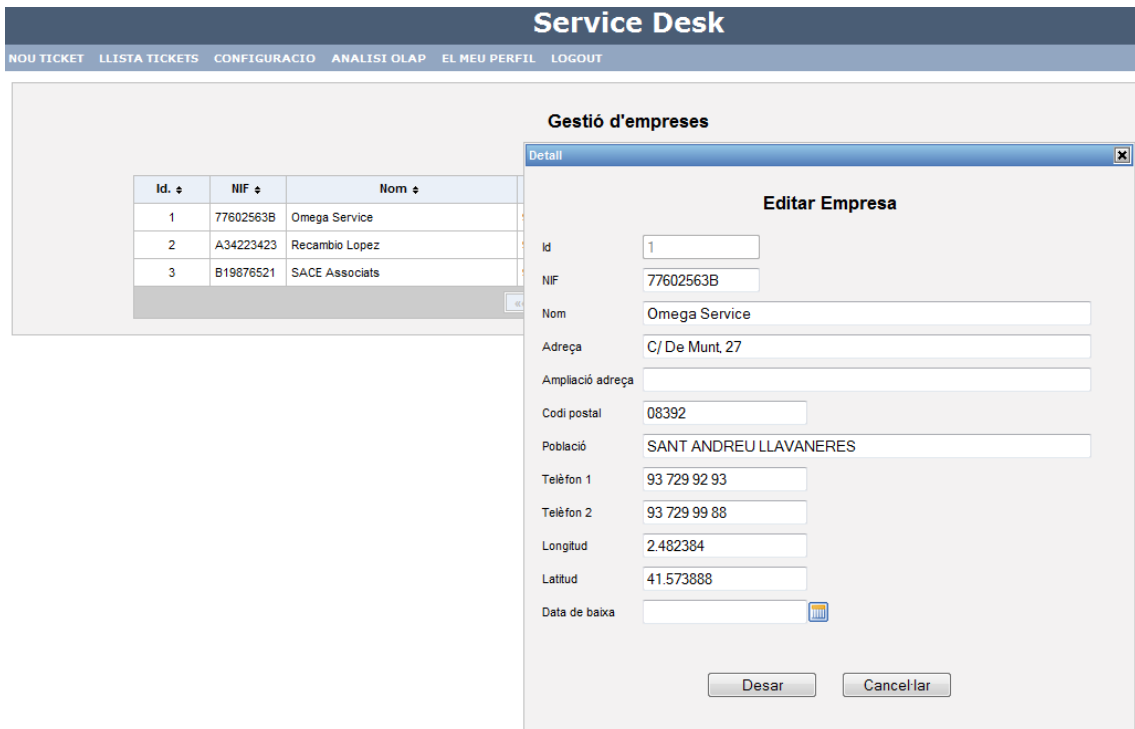 Service Desk
NOU TICKET LLISTA TICKETS CONFIGURACIO ANALISI OLAP EL MEU PERFIL LOGOUT
Gestió d'empreses
Id. NIF Nom
1 77602563B Omega Service
2 A34223423 Recambio Lopez
3 B19876521 SACE Associats
Detall
Editar Empresa
Id 1
NIF 77602563B
Nom Omega Service
Adreça C/ De Munt, 27
Ampliació adreça
Codi postal 08392
Població SANT ANDREU LLAVANERES
Telèfon 1 93 729 92 93
Telèfon 2 93 729 99 88
Longitud 2.482384
Latitud 41.573888
Data de baixa
Desar Cancel·lar